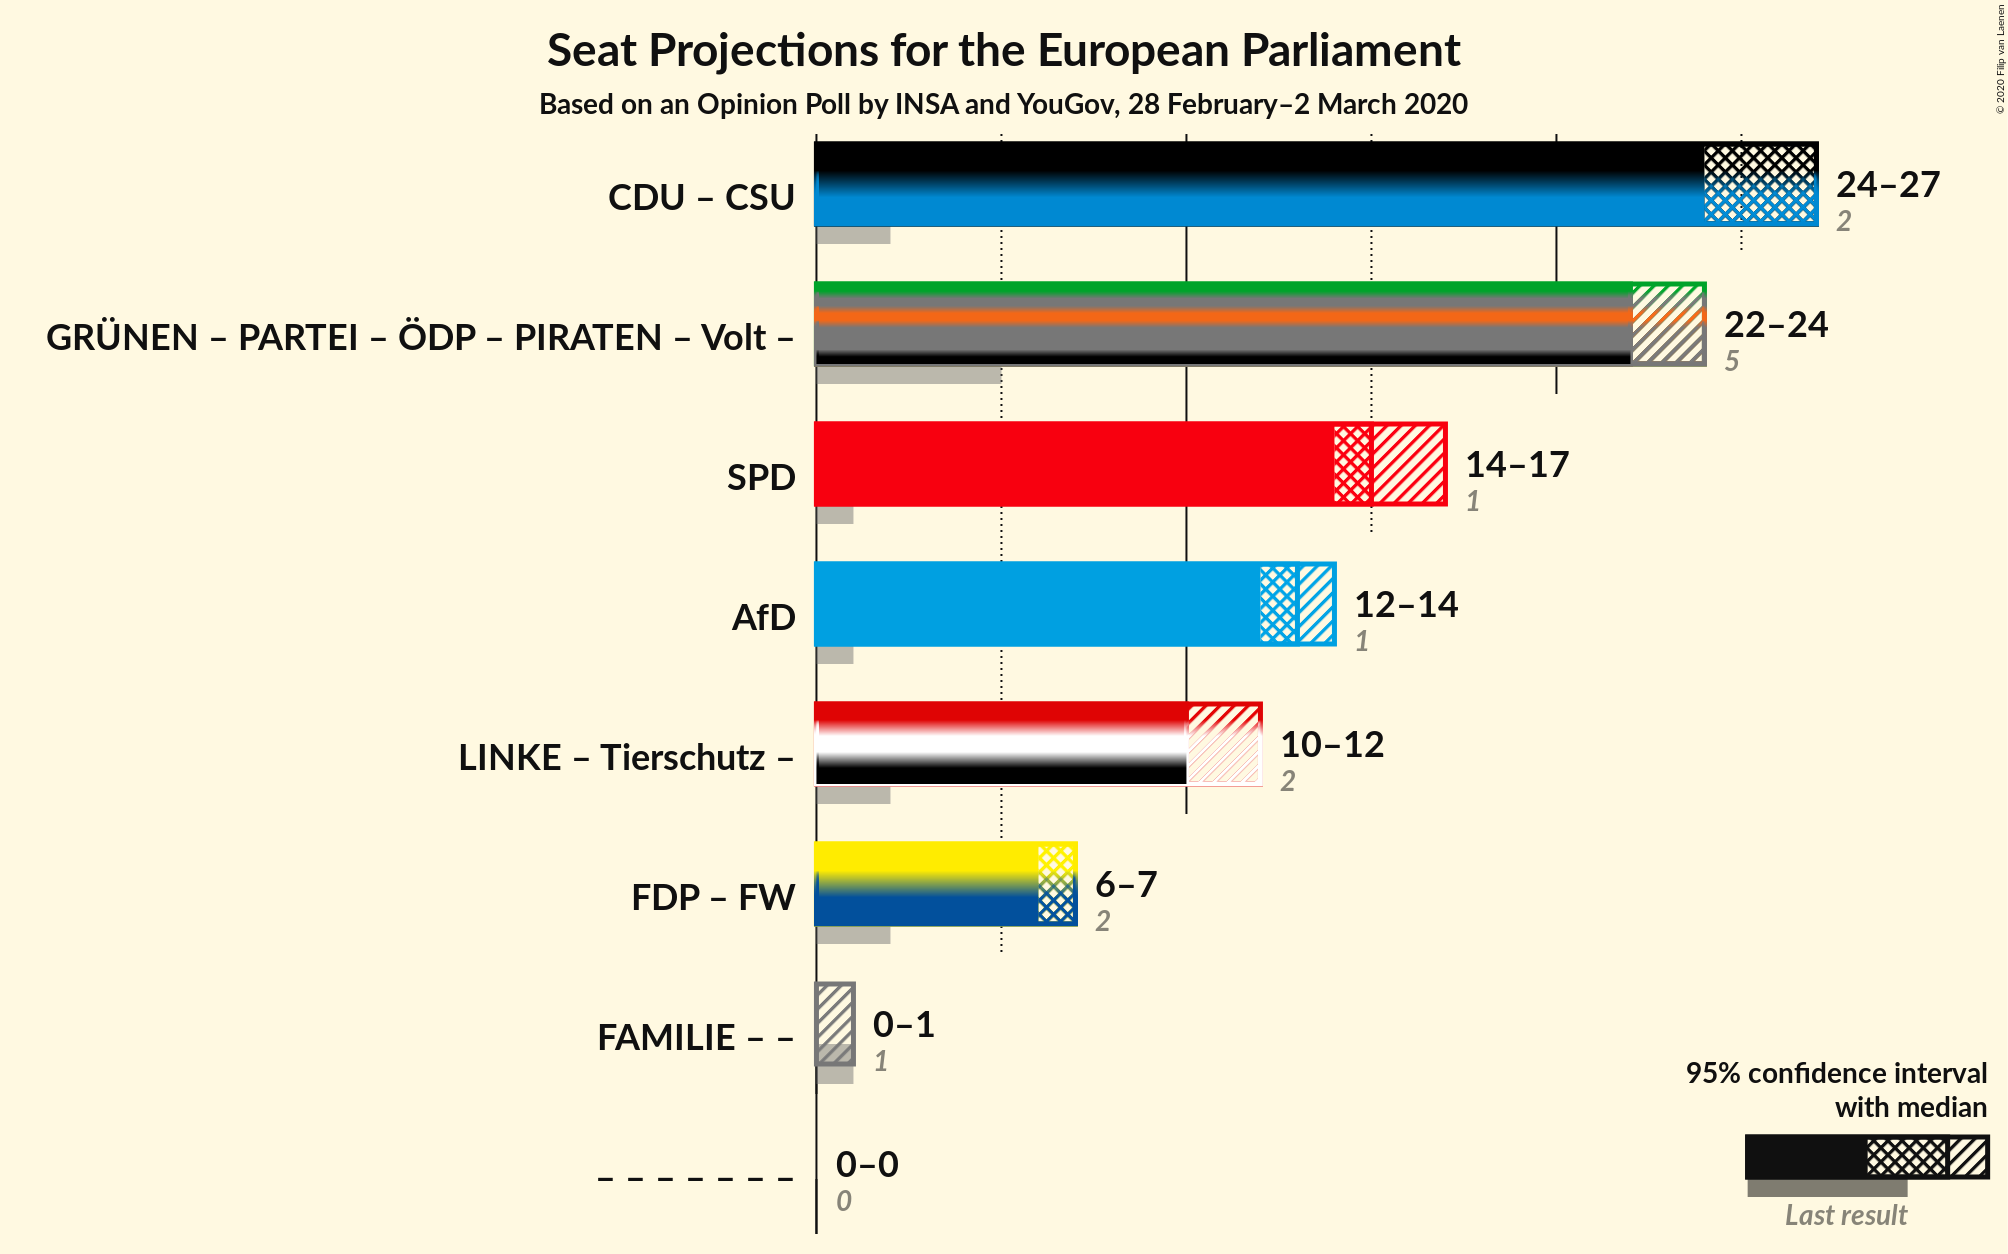 Seat Projections for the European Parliament
Based on an Opinion Poll by INSA and YouGov, 28 February–2 March 2020
© 2020 Filip van Laenen
CDU – CSU
24–27
2
GRÜNEN – PARTEI – ÖDP – PIRATEN – Volt –
22–24
5
SPD
14–17
1
AfD
12–14
1
LINKE – Tierschutz –
10–12
2
FDP – FW
6–7
2
FAMILIE – –
0–1
1
– – – – – – –
0–0
0
95% confidence interval
with median
Last result